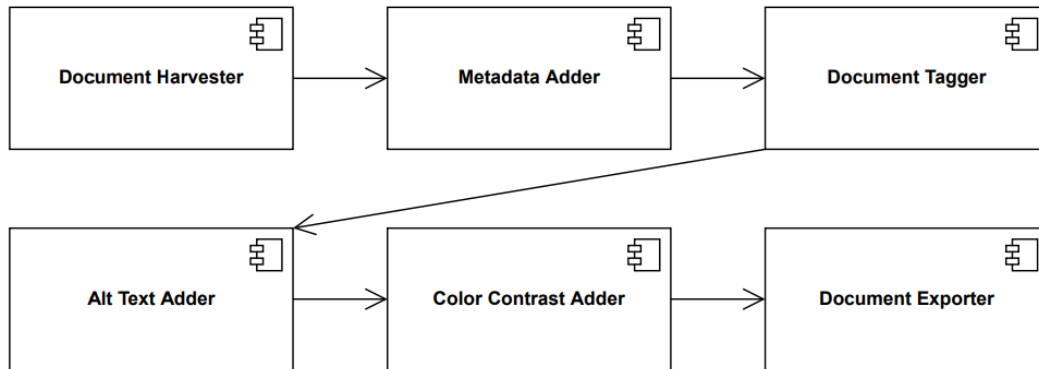 Document Harvester
Metadata Adder
Document Tagger
Alt Text Adder
Color Contrast Adder
Document Exporter